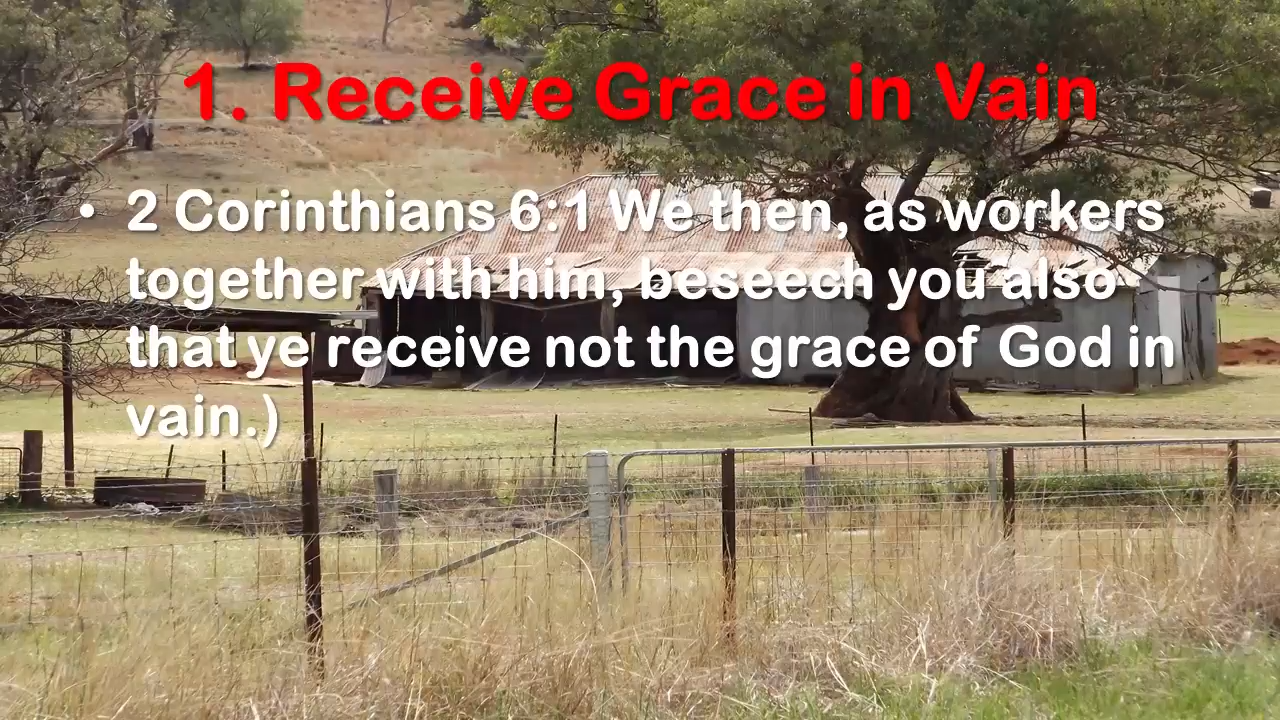 1. Receive Grace in Vain
• 2 Corinthians 6:1 We then, as workers
together with him, beseech you also
that ye receive not the grace of God in
vain.)